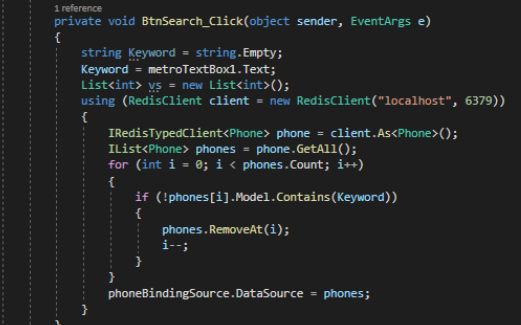 1 reference
private void BtnSearch_Click(object sender, EventArgs e)
{
string Keyword = string.Empty;
Keyword = metroTextBox1.Text;
List<int> vs = new List<int>();
using (RedisClient client = new RedisClient("localhost", 6379))
{
IRedisTypedClient<Phone> phone = client.As<Phone>();
IList<Phone> phones = phone.GetAll();
for (int i = 0; i < phones.Count; i++)
{
if (!phones[i].Model.Contains(Keyword))
{
phones.RemoveAt(i);
i--;
}
}
phoneBindingSource.DataSource = phones;
}
}